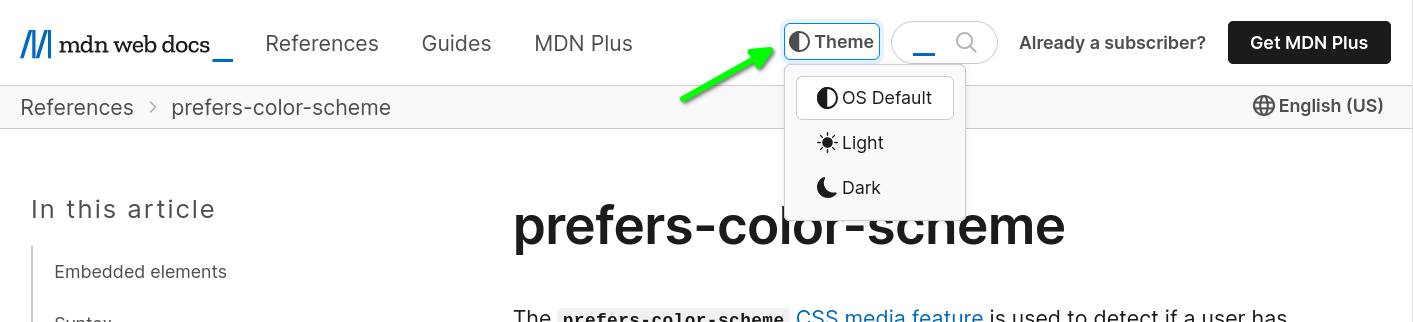 mdn web docs_ References Guides MDN Plus Theme Already a subscriber? Get MDN Plus
OS Default
Light
Dark
References > prefers-color-scheme English (US)
In this article
Embedded elements
Syntax
prefers-color-scheme
The prefers-color-scheme CSS media feature is used to detect if a user has